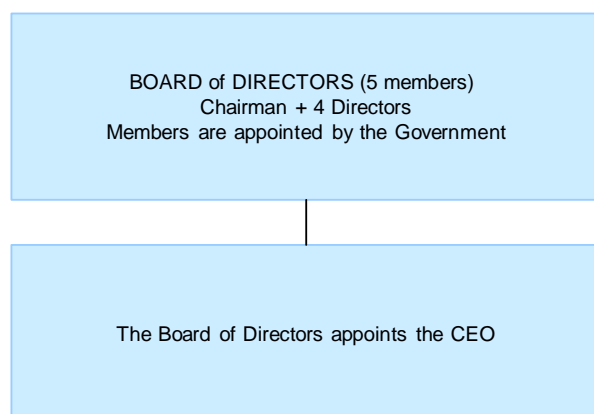 BOARD of DIRECTORS (5 members)
Chairman + 4 Directors
Members are appointed by the Government
The Board of Directors appoints the CEO